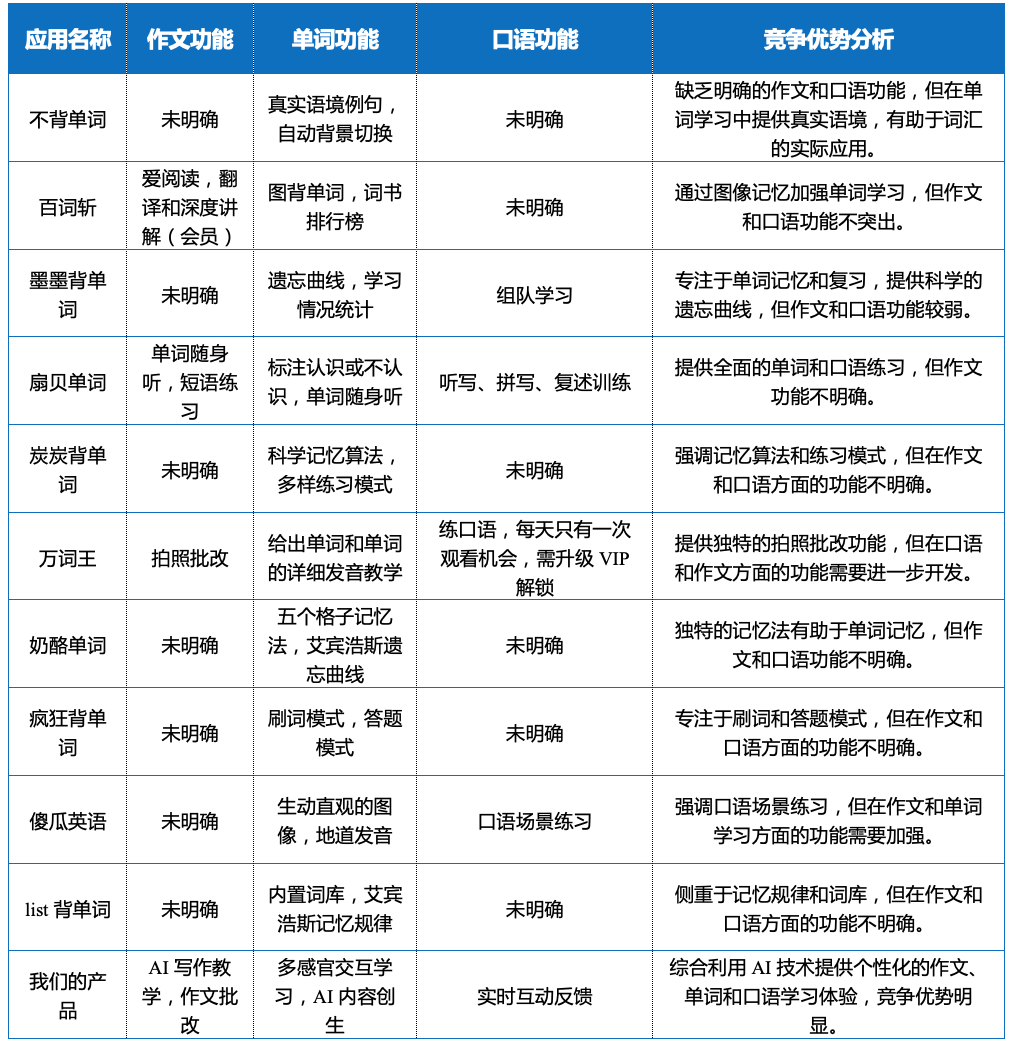 应用名称 作文功能 单词功能 口语功能 竞争优势分析
不背单词
未明确
真实语境例句，
自动背景切换
未明确
缺乏明确的作文和口语功能，但在单
词学习中提供真实语境，有助于词汇
的实际应用。
百词斩
爱阅读，翻
译和深度讲
解（会员）
图背单词，词书
排行榜
未明确
通过图像记忆加强单词学习，但作文
和口语功能不突出。
墨墨背单
词
未明确
遗忘曲线，学习
情况统计
组队学习
专注于单词记忆和复习，提供科学的
遗忘曲线，但作文和口语功能较弱。
扇贝单词
单词随身
听，短语练
习
标注认识或不认
识，单词随身听
听写、拼写、复述训练
提供全面的单词和口语练习，但作文
功能不明确。
炭炭背单
词
未明确
科学记忆算法，
多样练习模式
未明确
强调记忆算法和练习模式，但在作文
和口语方面的功能不明确。
万词王
拍照批改
给出单词和单词
的详细发音教学
练口语，每天只有一次
观看机会，需升级 VIP
解锁
提供独特的拍照批改功能，但在口语
和作文方面的功能需要进一步开发。
奶酪单词
未明确
五个格子记忆
法，艾宾浩斯遗
忘曲线
未明确
独特的记忆法有助于单词记忆，但作
文和口语功能不明确。
疯狂背单
词
未明确
刷词模式，答题
模式
未明确
专注于刷词和答题模式，但在作文和
口语方面的功能不明确。
傻瓜英语
未明确
生动直观的图
像，地道发音
口语场景练习
强调口语场景练习，但在作文和单词
学习方面的功能需要加强。
list 背单词
未明确
内置词库，艾宾
浩斯记忆规律
未明确
侧重于记忆规律和词库，但在作文和
口语方面的功能不明确。
我们的产
品
AI 写作教
学，作文批
改
多感官交互学
习，AI 内容创
生
实时互动反馈
综合利用 AI 技术提供个性化的作文、
单词和口语学习体验，竞争优势明
显。